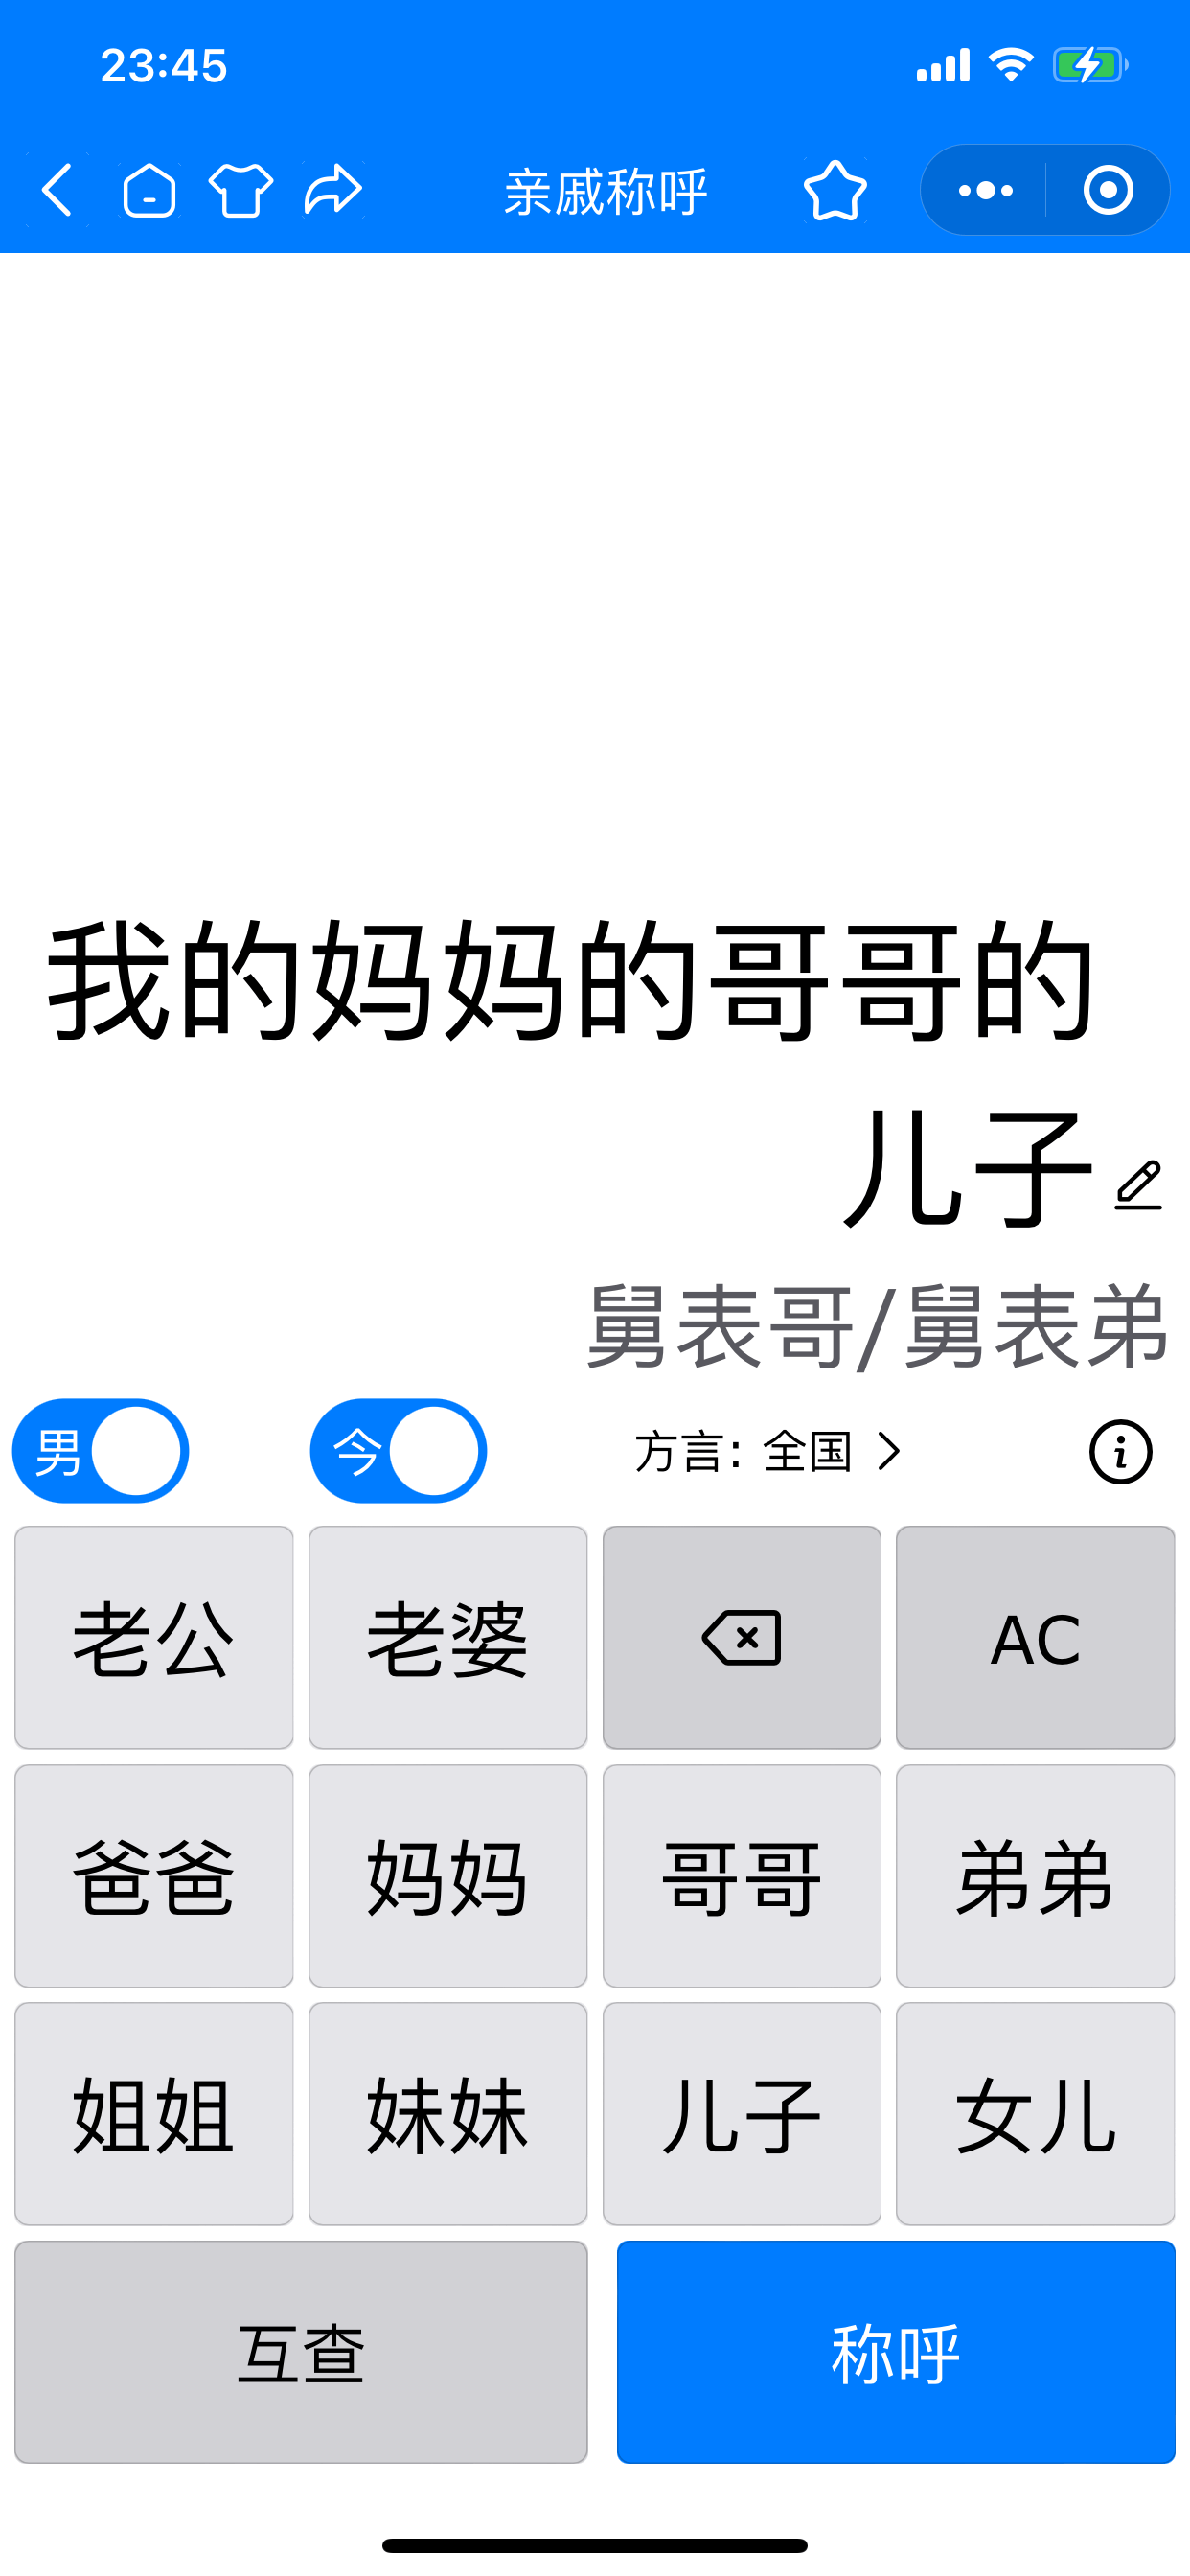 23:45
亲戚称呼
我的妈妈的哥哥的
儿子
舅表哥/舅表弟
男 今 方言: 全国
老公 老婆 AC
爸爸 妈妈 哥哥 弟弟
姐姐 妹妹 儿子 女儿
互查 称呼